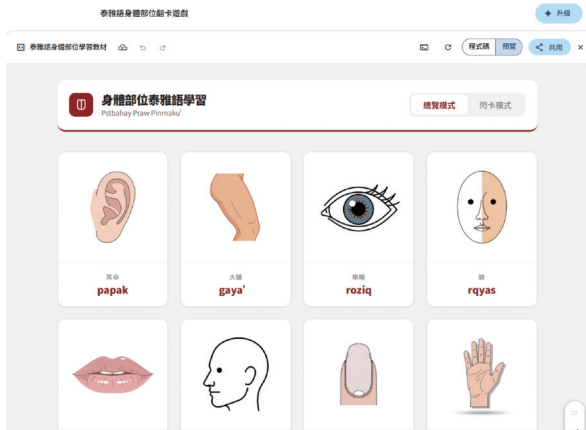 泰雅語身體部位翻卡遊戲
升級
泰雅語身體部位學習教材
程式碼 預覽
共用
身體部位泰雅語學習
Pstbahay Praw Pinmaku'
總覽模式 閃卡模式
耳朵
papak
大腿
gaya'
眼睛
roziq
臉
rqyas